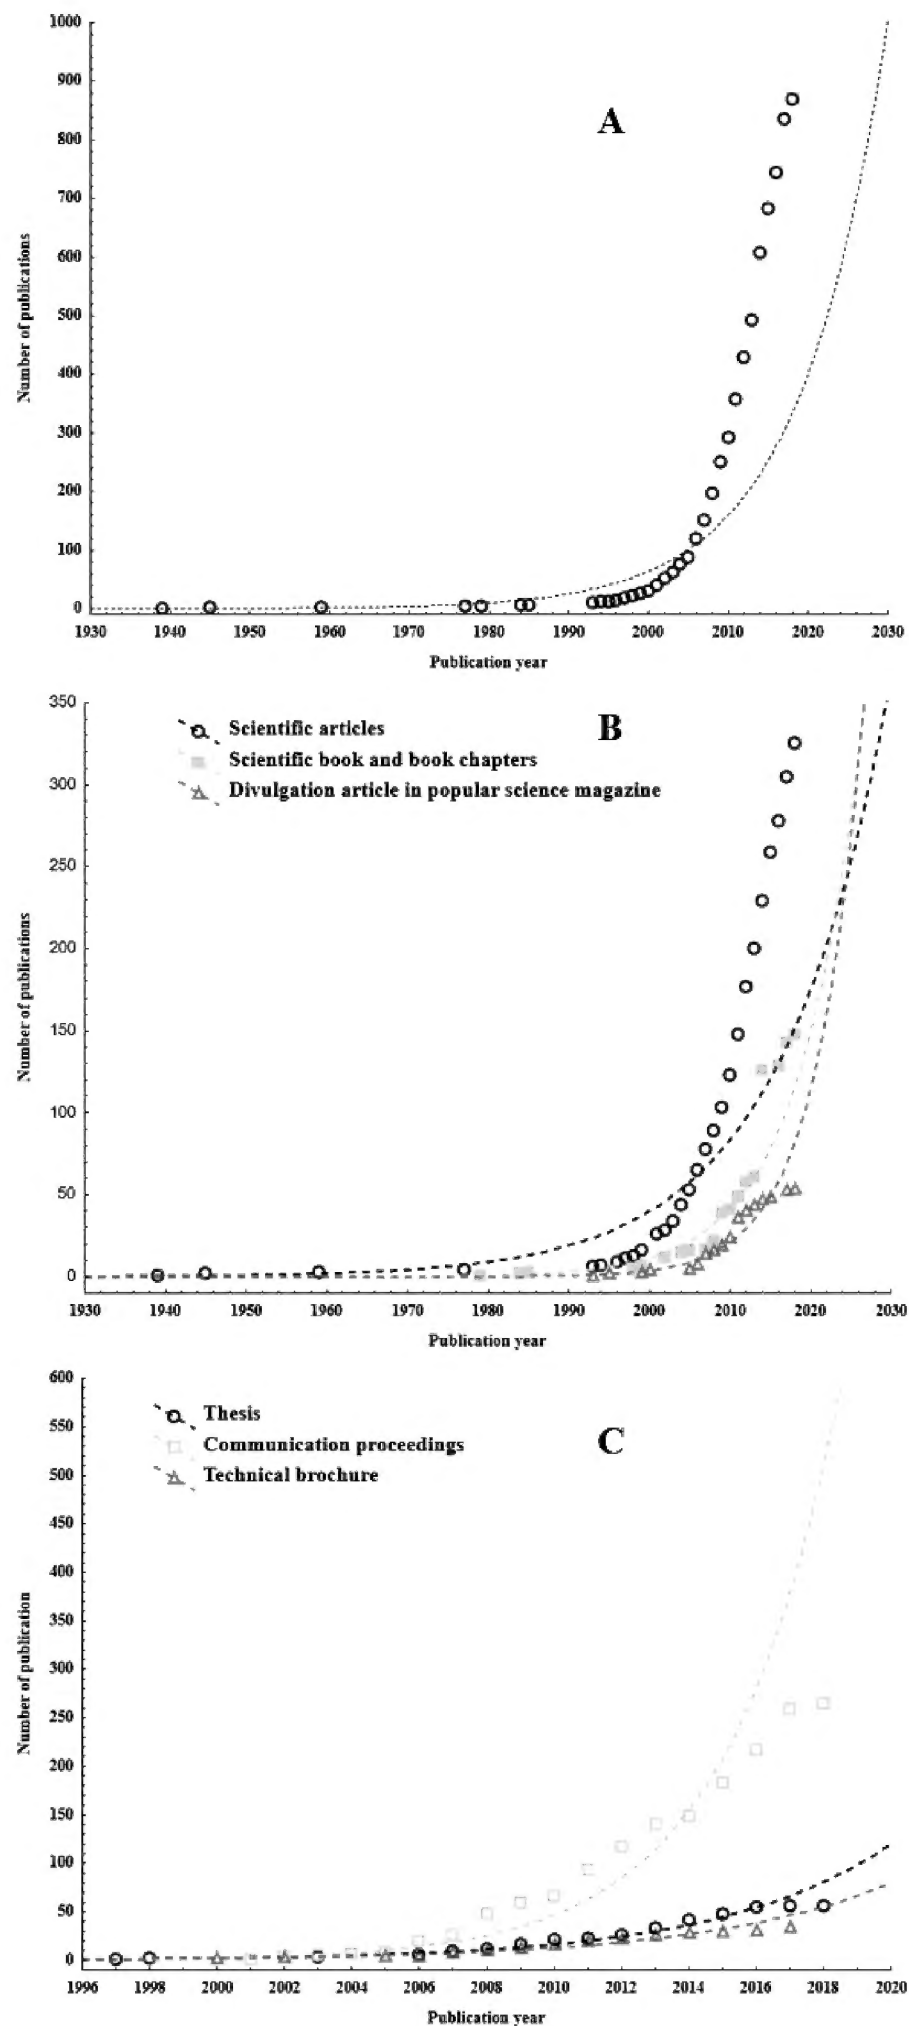 1000
900
A
800
700
600
Number of publications
500
400
300
200
100
0
1930 1940 1950 1960 1970 1980 1990 2000 2010 2020 2030
Publication year
350
B
Scientific articles
Scientific book and book chapters
Divulgation article in popular science magazine
300
250
200
Number of publications
150
100
50
0
1930 1940 1950 1960 1970 1980 1990 2000 2010 2020 2030
Publication year
600
Thesis
C
Communication proceedings
Technical brochure
550
500
450
400
350
Number of publication
300
250
200
150
100
50
0
1996 1998 2000 2002 2004 2006 2008 2010 2012 2014 2016 2018 2020
Publication year